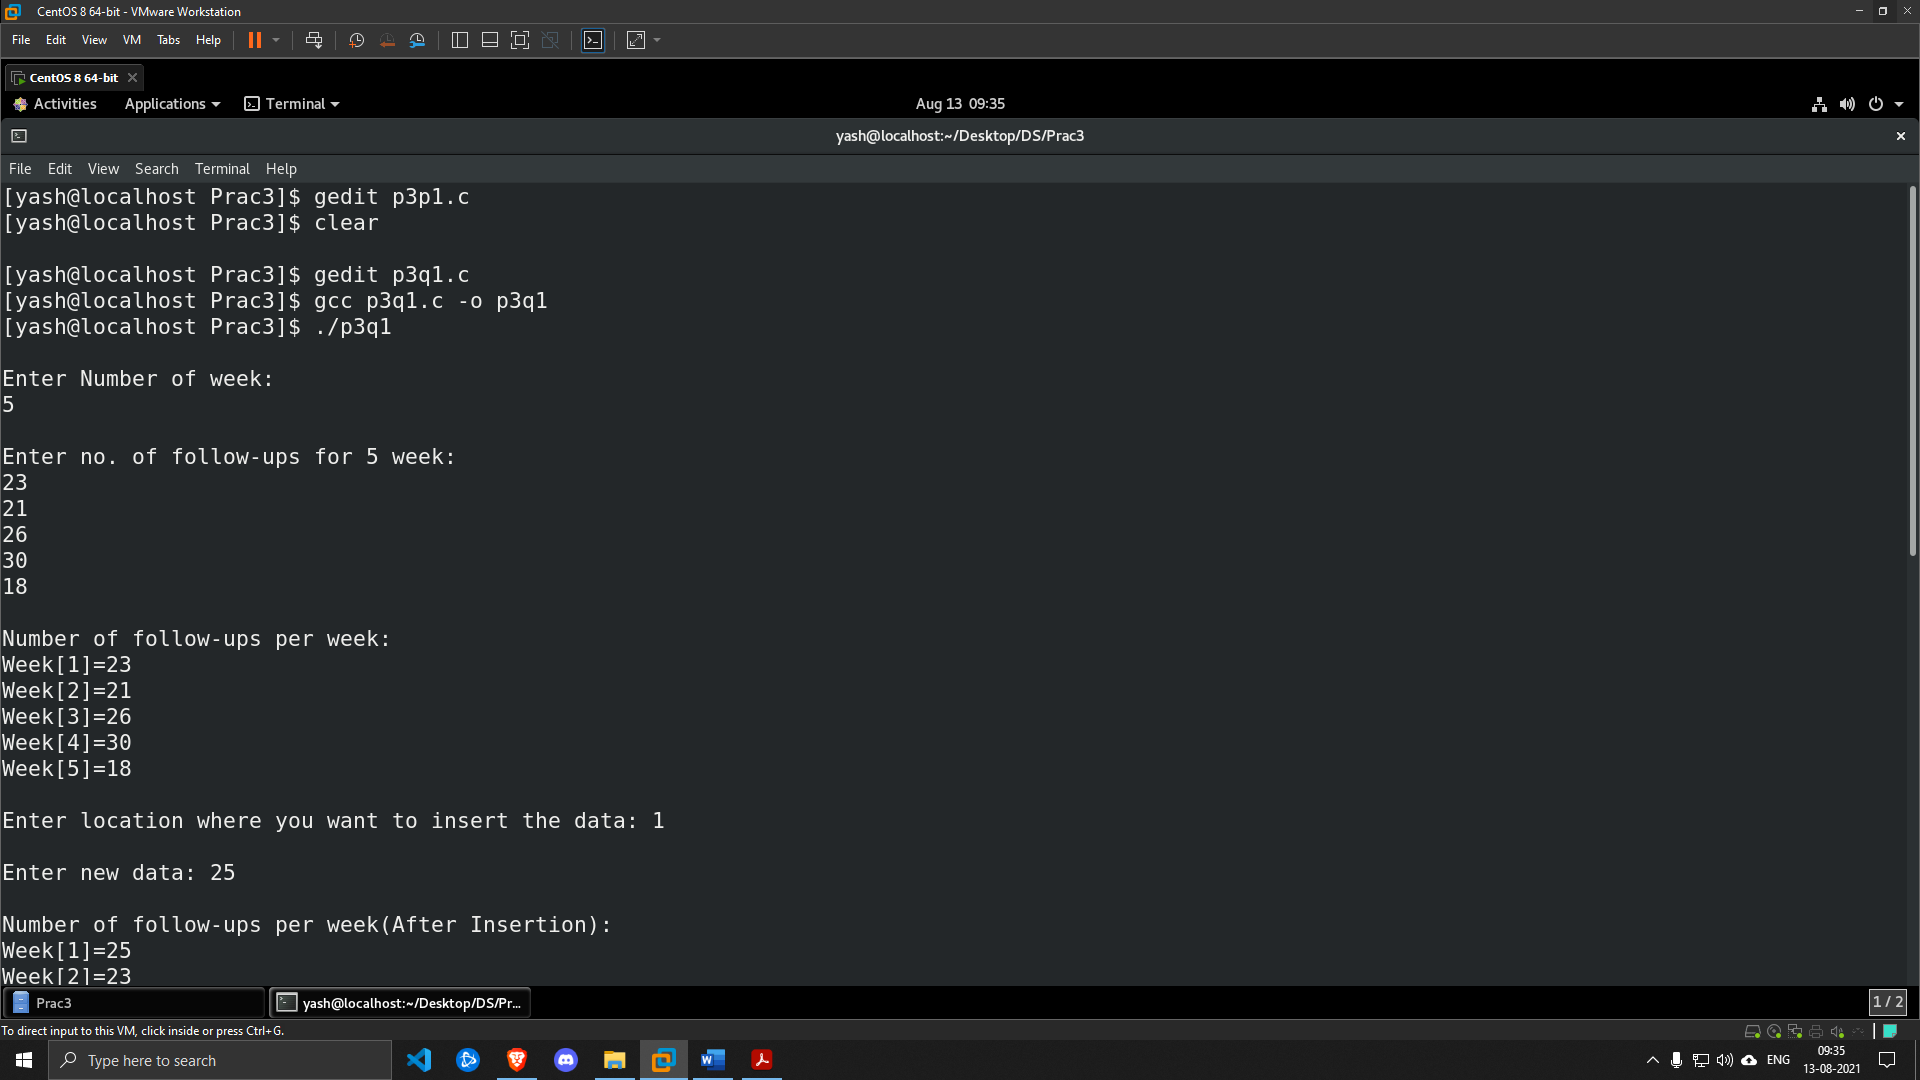 CentOS 8 64-bit - VMware Workstation
File Edit View VM Tabs Help
CentOS 8 64-bit
Activities Applications Terminal Aug 13 09:35
yash@localhost:~/Desktop/DS/Prac3
File Edit View Search Terminal Help
[yash@localhost Prac3]$ gedit p3p1.c
[yash@localhost Prac3]$ clear
[yash@localhost Prac3]$ gedit p3q1.c
[yash@localhost Prac3]$ gcc p3q1.c -o p3q1
[yash@localhost Prac3]$ ./p3q1
Enter Number of week:
5
Enter no. of follow-ups for 5 week:
23
21
26
30
18
Number of follow-ups per week:
Week[1]=23
Week[2]=21
Week[3]=26
Week[4]=30
Week[5]=18
Enter location where you want to insert the data: 1
Enter new data: 25
Number of follow-ups per week(After Insertion):
Week[1]=25
Week[2]=23
Prac3 yash@localhost:~/Desktop/DS/Pr... 1 / 2
To direct input to this VM, click inside or press Ctrl+G.
Type here to search ENG 09:35
13-08-2021